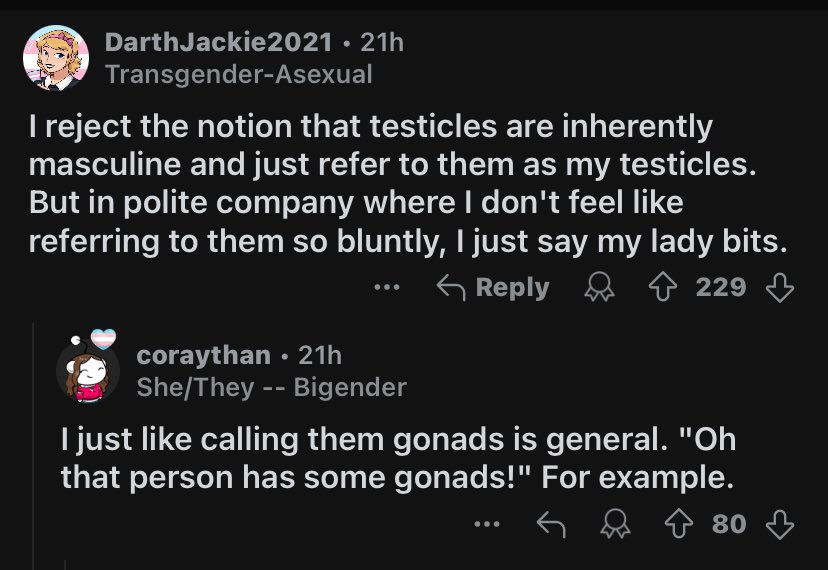 DarthJackie2021 • 21h
Transgender-Asexual
I reject the notion that testicles are inherently
masculine and just refer to them as my testicles.
But in polite company where I don't feel like
referring to them so bluntly, I just say my lady bits.
... Reply 229
coraythan • 21h
She/They -- Bigender
I just like calling them gonads is general. "Oh
that person has some gonads!" For example.
... 80